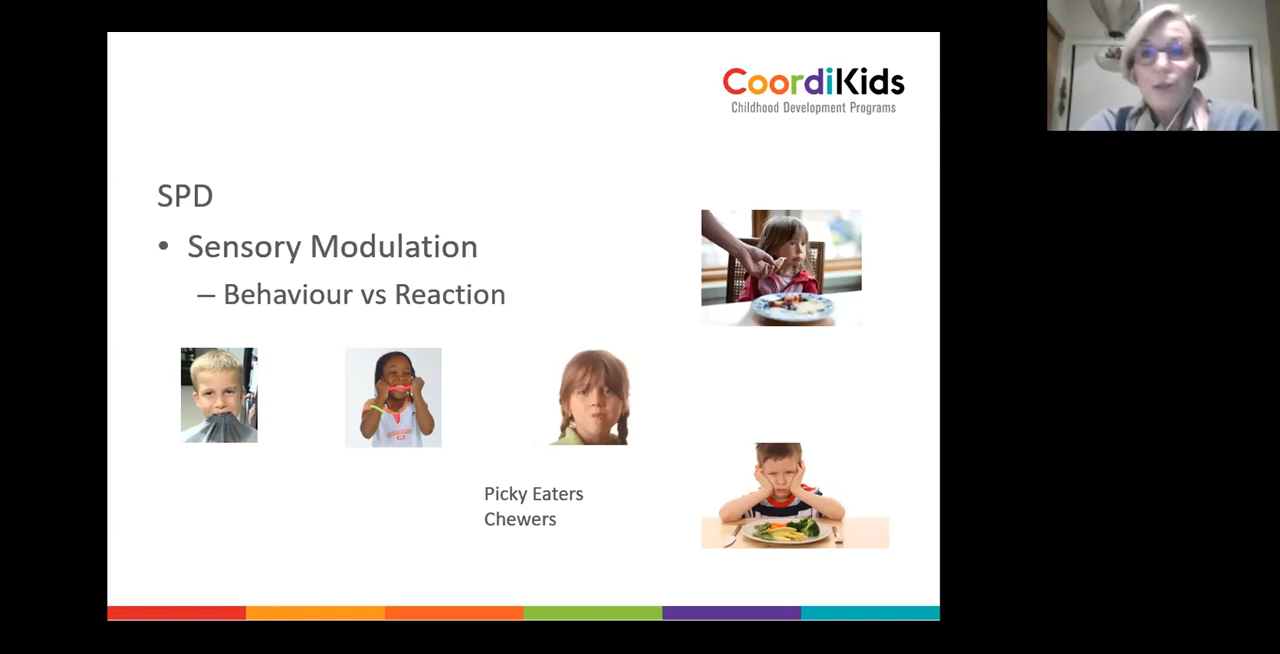 CoordiKids
Childhood Development Programs
SPD
• Sensory Modulation
– Behaviour vs Reaction
Picky Eaters
Chewers